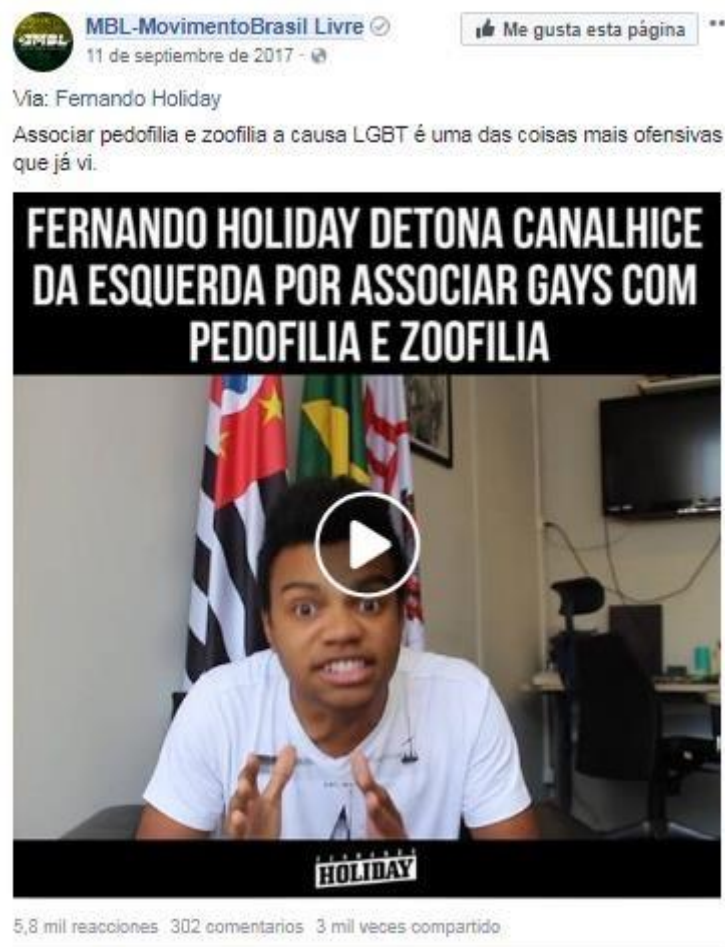 MBL-MovimentoBrasil Livre
Me gusta esta página
11 de septiembre de 2017
Via: Fernando Holiday
Associar pedofilia e zoofilia a causa LGBT é uma das coisas mais ofensivas
que já vi.
FERNANDO HOLIDAY DETONA CANALHICE
DA ESQUERDA POR ASSOCIAR GAYS COM
PEDOFILIA E ZOOFILIA
FERNANDO
HOLIDAY
5,8 mil reacciones 302 comentarios 3 mil veces compartido